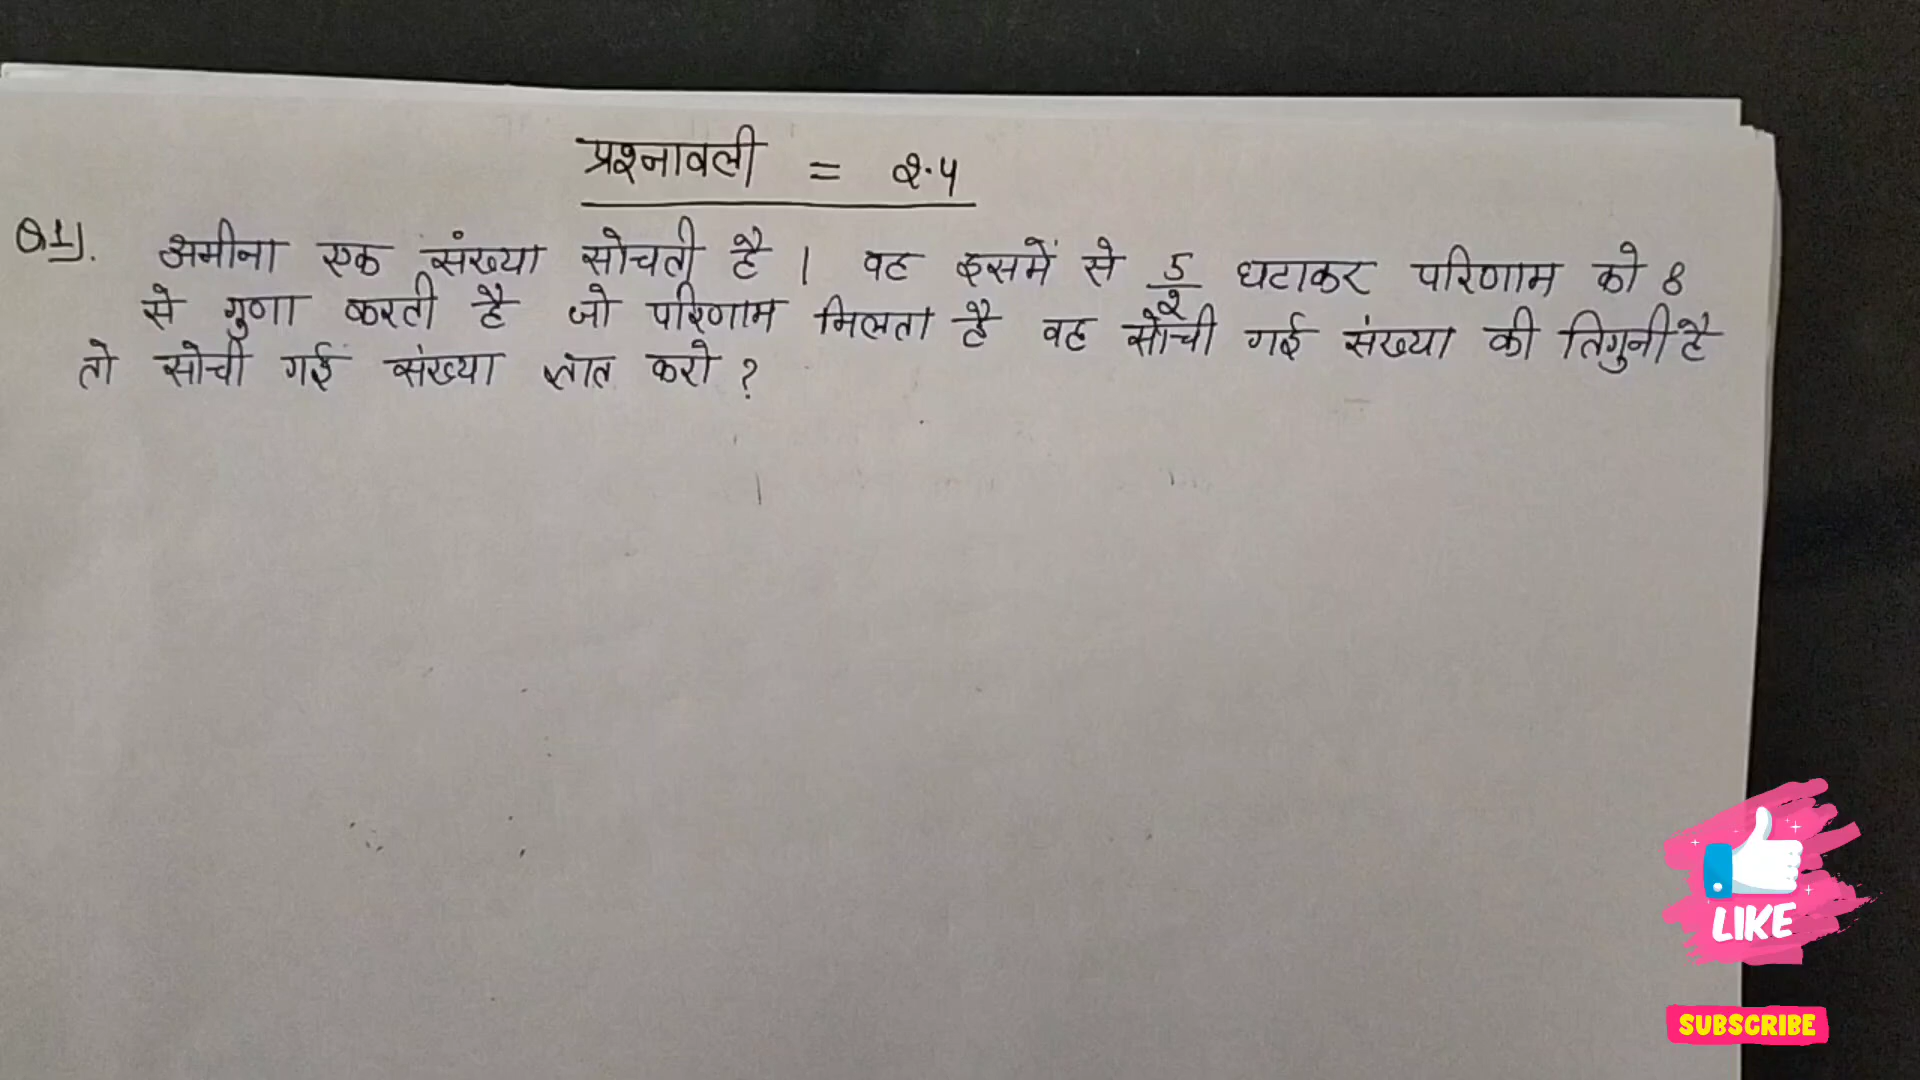 प्रश्नावली = 2.4
Q1). अमीना एक संख्या सोचती है । वह इसमें से 5/2 घटाकर परिणाम को 8
से गुणा करती है जो परिणाम मिलता है वह सोची गई संख्या की तिगुनी है
तो सोची गई संख्या ज्ञात करो ?
LIKE
SUBSCRIBE